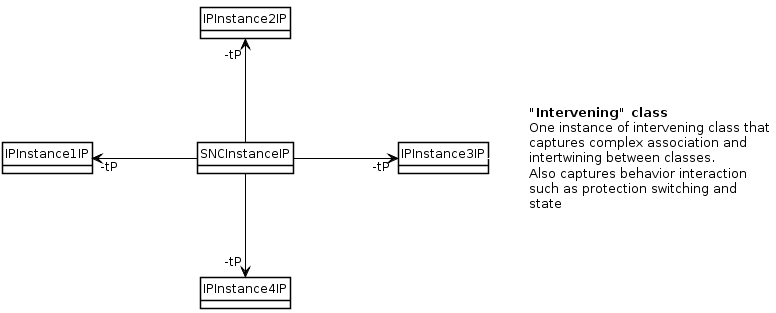 IPInstance2IP
-tP
IPInstance1IP
-tP
SNCInstanceIP
-tP
IPInstance3IP
-tP
IPInstance4IP
"Intervening" class
One instance of intervening class that
captures complex association and
intertwining between classes.
Also captures behavior interaction
such as protection switching and
state